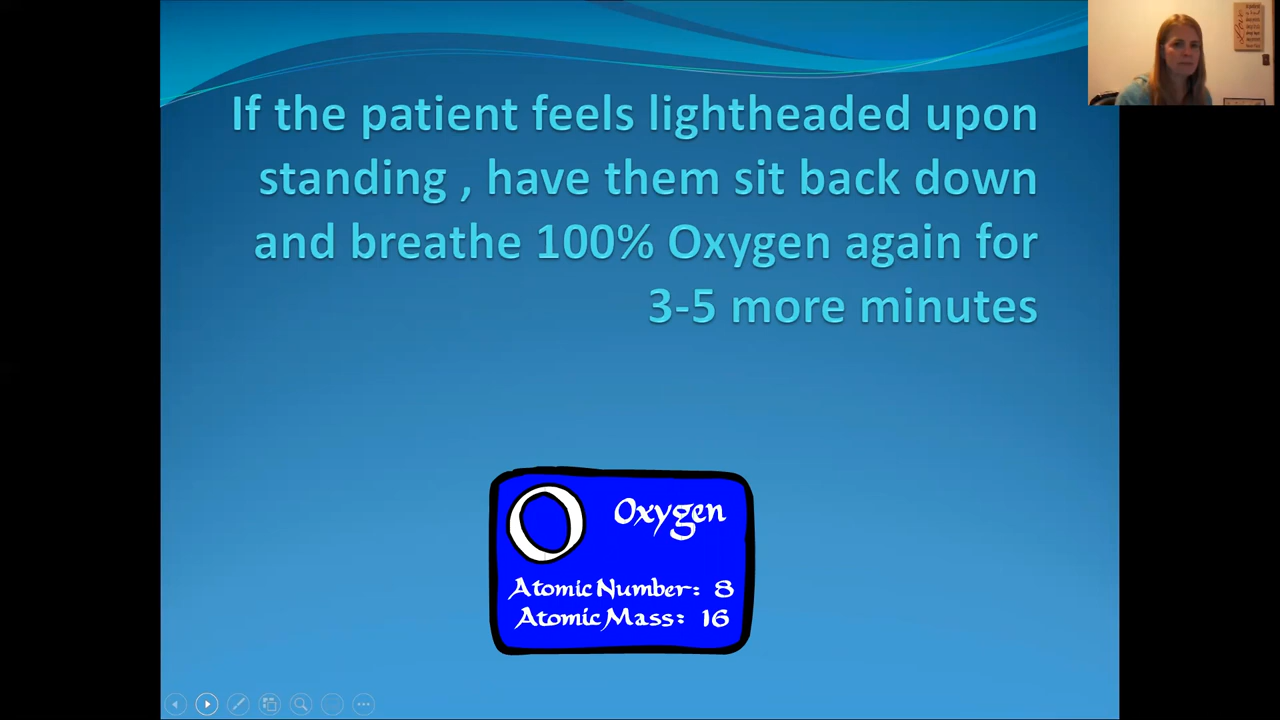 If the patient feels lightheaded upon
standing , have them sit back down
and breathe 100% Oxygen again for
3-5 more minutes
O Oxygen
Atomic Number: 8
Atomic Mass: 16